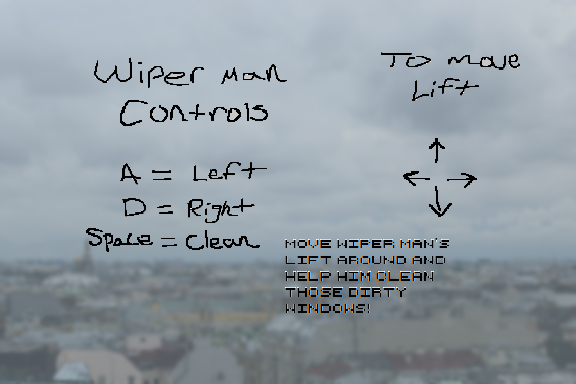 Wiper Man
Controls
A = Left
D = Right
Space = Clean
To move
Lift
MOVE WIPER MAN'S
LIFT AROUND AND
HELP HIM CLEAN
THOSE DIRTY
WINDOWS!